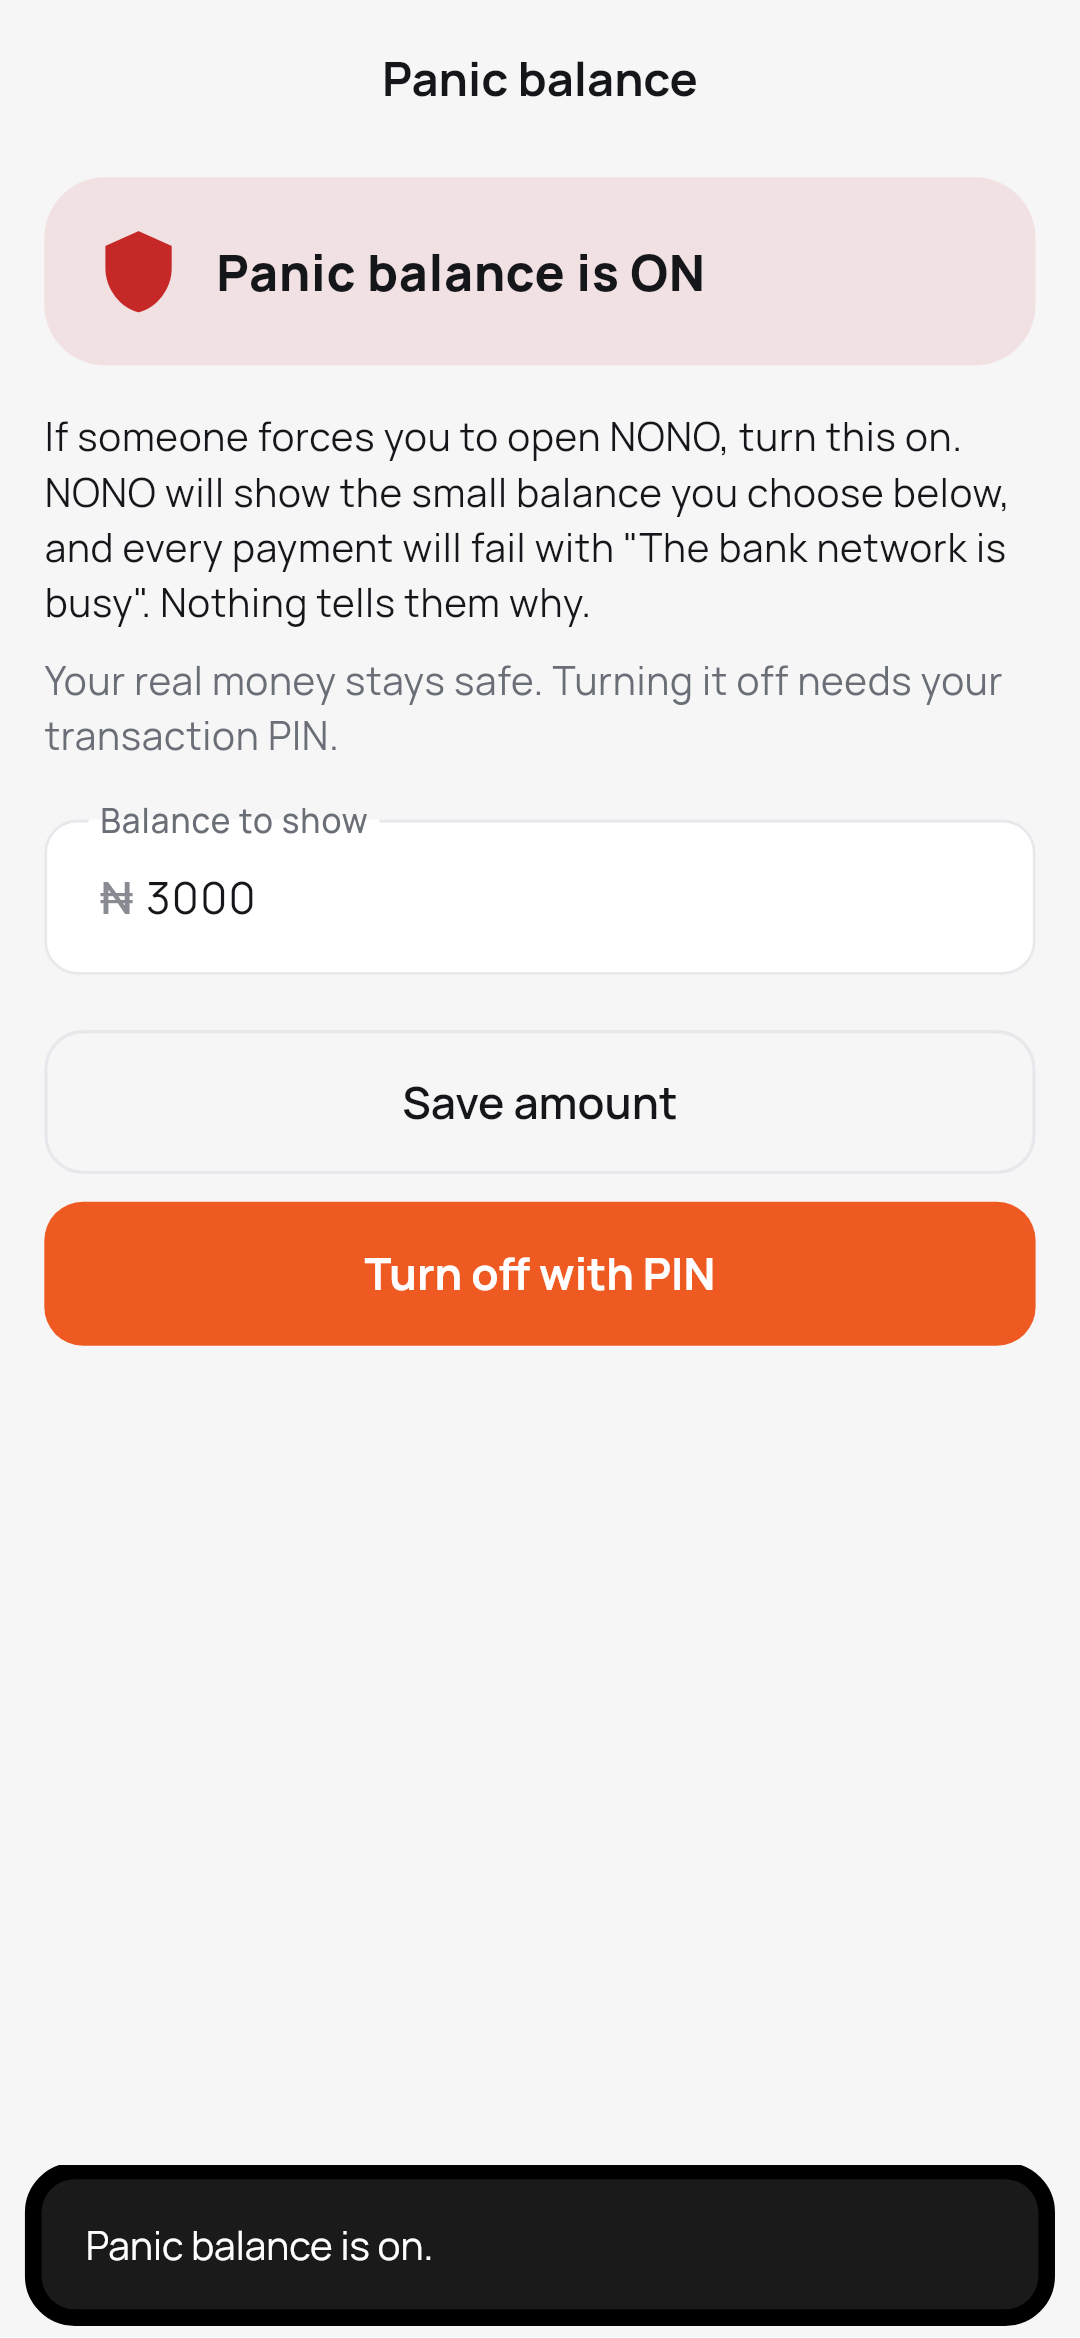 Panic balance
Panic balance is ON
If someone forces you to open NONO, turn this on.
NONO will show the small balance you choose below,
and every payment will fail with "The bank network is
busy". Nothing tells them why.
Your real money stays safe. Turning it off needs your
transaction PIN.
Balance to show
₦ 3000
Save amount
Turn off with PIN
Panic balance is on.